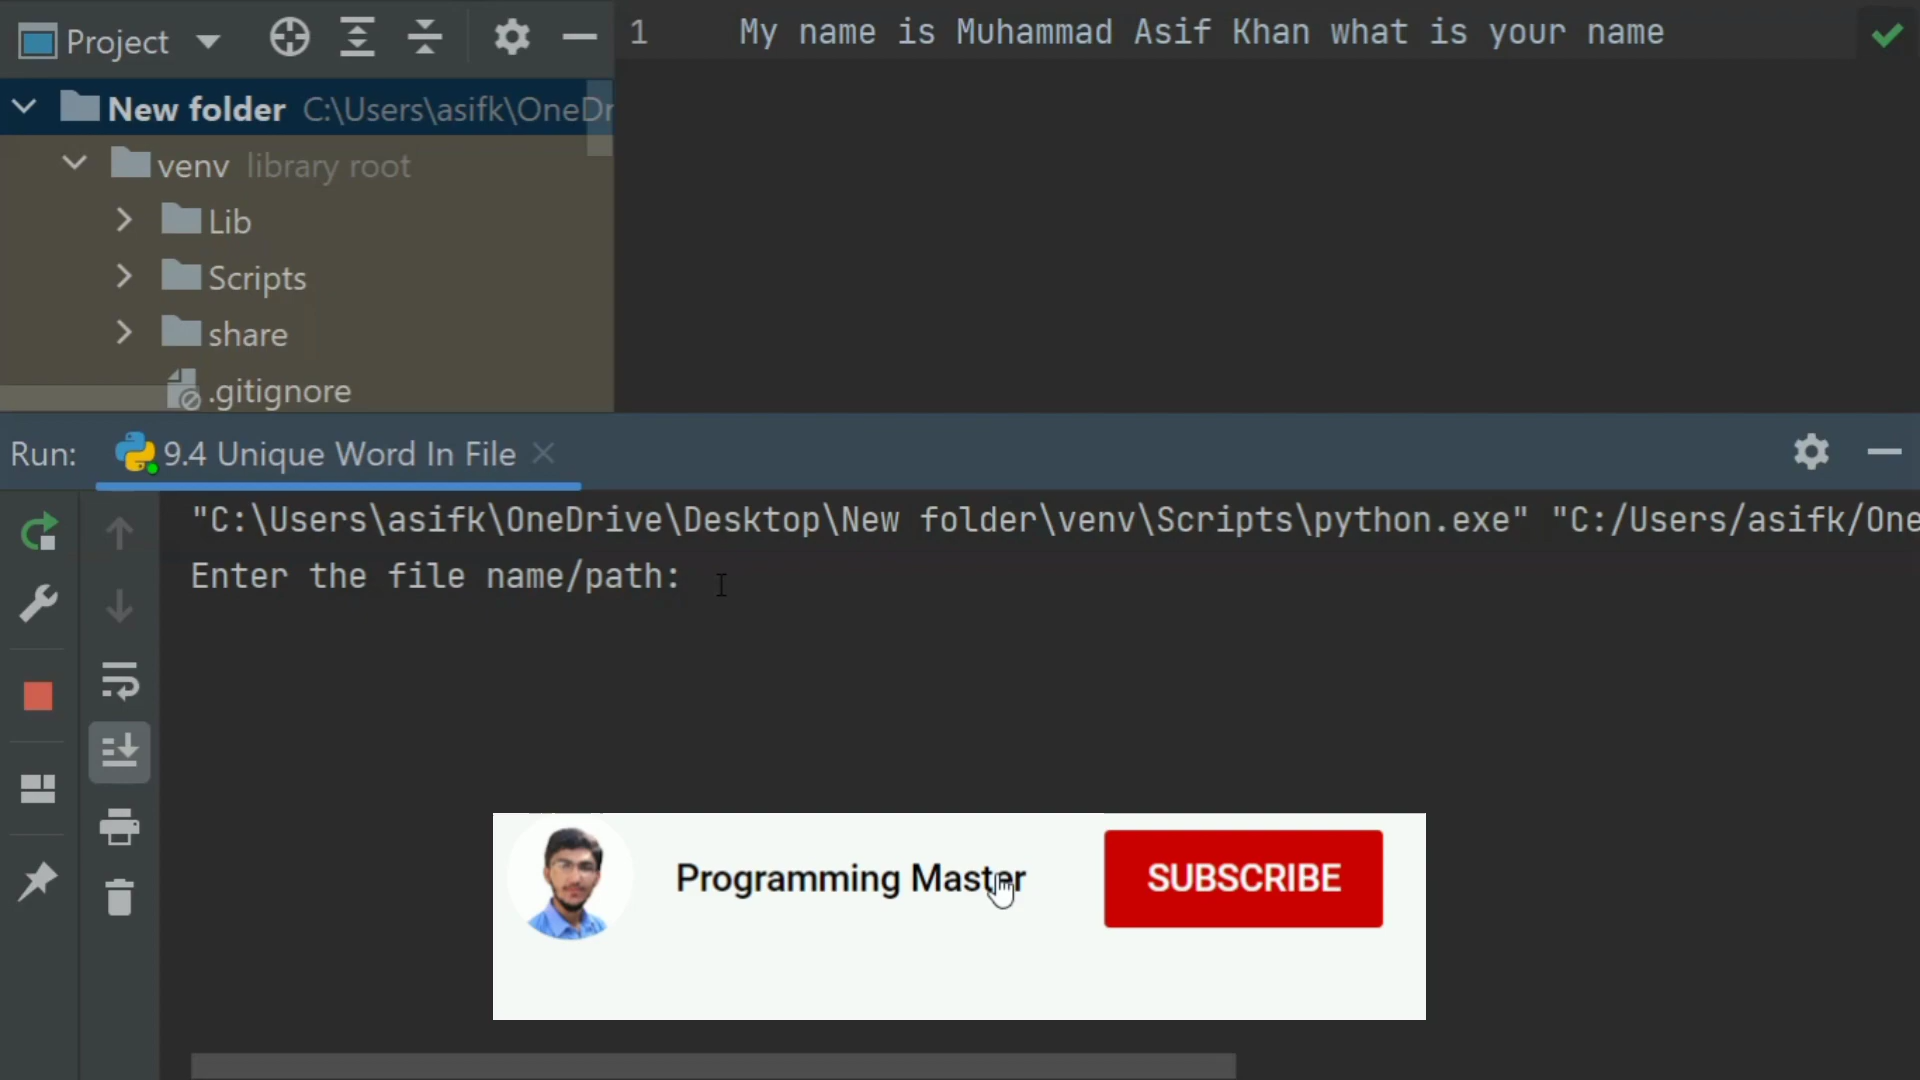 Project
1 My name is Muhammad Asif Khan what is your name
New folder C:\Users\asifk\OneDr
venv library root
Lib
Scripts
share
.gitignore
Run: 9.4 Unique Word In File
"C:\Users\asifk\OneDrive\Desktop\New folder\venv\Scripts\python.exe" "C:/Users/asifk/One
Enter the file name/path:
Programming Master SUBSCRIBE